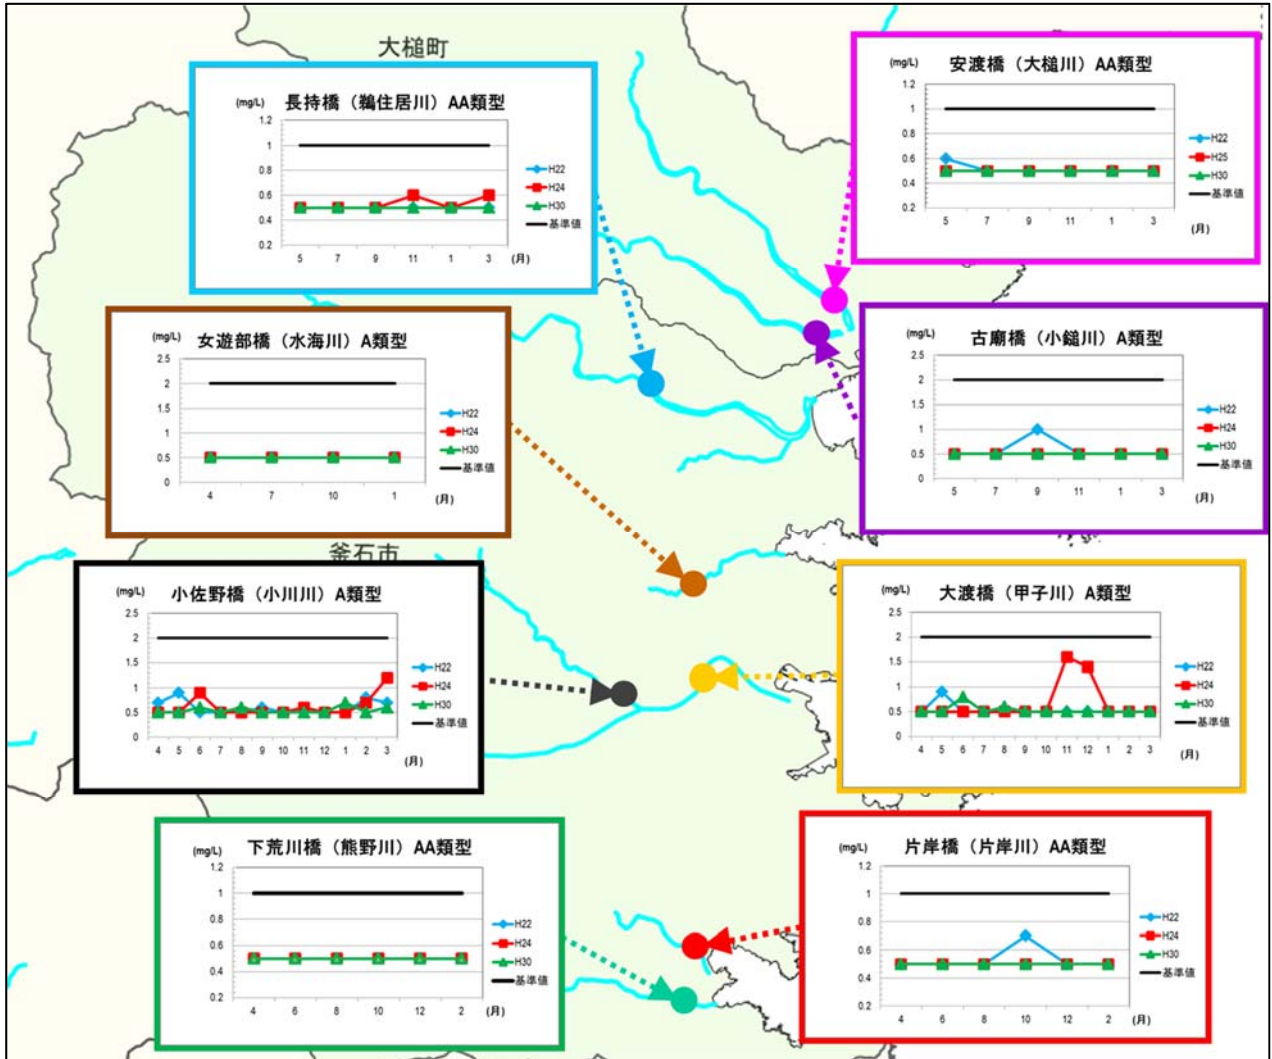 大槌町
長持橋（鵜住居川）AA類型
(mg/L)
1.2
1
0.8
0.6
0.4
0.2
5 7 9 11 1 3 (月)
H22
H24
H30
基準値
安渡橋（大槌川）AA類型
(mg/L)
1.2
1
0.8
0.6
0.4
0.2
5 7 9 11 1 3 (月)
H22
H25
H30
基準値
女遊部橋（水海川）A類型
(mg/L)
2.5
2
1.5
1
0.5
0
4 7 10 1 (月)
H22
H24
H30
基準値
古廟橋（小鎚川）A類型
(mg/L)
2.5
2
1.5
1
0.5
0
5 7 9 11 1 3 (月)
H22
H24
H30
基準値
釜石市
小佐野橋（小川川）A類型
(mg/L)
2.5
2
1.5
1
0.5
0
4 5 6 7 8 9 10 11 12 1 2 3 (月)
H22
H24
H30
基準値
大渡橋（甲子川）A類型
(mg/L)
2.5
2
1.5
1
0.5
0
4 5 6 7 8 9 10 11 12 1 2 3 (月)
H22
H24
H30
基準値
下荒川橋（熊野川）AA類型
(mg/L)
1.2
1
0.8
0.6
0.4
0.2
4 6 8 10 12 2 (月)
H22
H24
H30
基準値
片岸橋（片岸川）AA類型
(mg/L)
1.2
1
0.8
0.6
0.4
0.2
4 6 8 10 12 2 (月)
H22
H24
H30
基準値